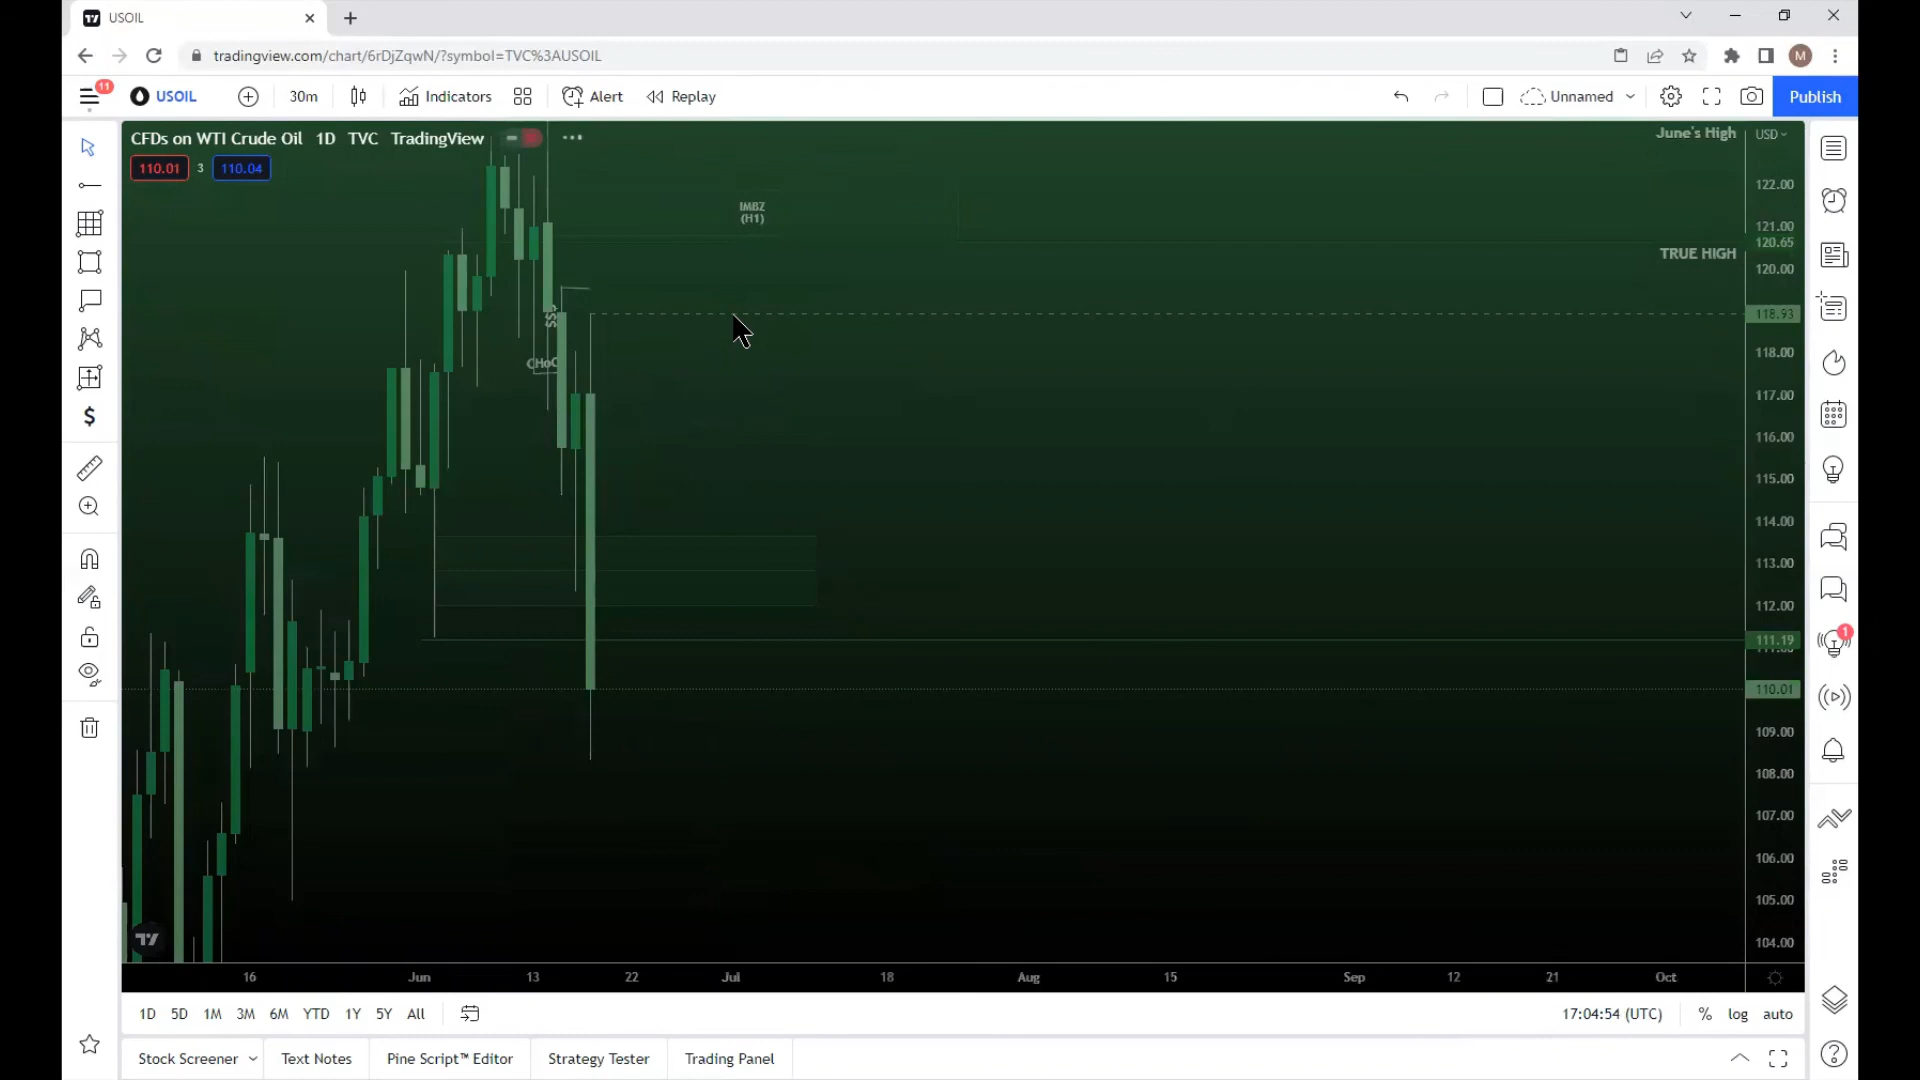 USOIL
tradingview.com/chart/6rDjZqwN/?symbol=TVC%3AUSOIL
M
11
USOIL
30m
Indicators
Alert
Replay
Unnamed
Publish
CFDs on WTI Crude Oil 1D TVC TradingView
110.01 3 110.04
June's High
USD
122.00
IMBZ
(H1)
121.00
120.65
TRUE HIGH
120.00
118.93
118.00
117.00
116.00
115.00
114.00
113.00
112.00
111.19
110.01
109.00
108.00
107.00
106.00
105.00
104.00
1
16 Jun 13 22 Jul 18 Aug 15 Sep 12 21 Oct
1D 5D 1M 3M 6M YTD 1Y 5Y All
17:04:54 (UTC) % log auto
Stock Screener Text Notes Pine Script™ Editor Strategy Tester Trading Panel